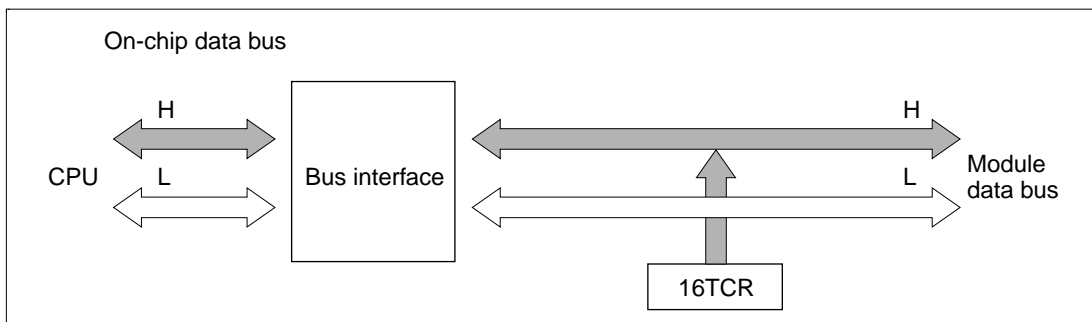 On-chip data bus
H
H
CPU
L
Bus interface
L
Module
data bus
16TCR